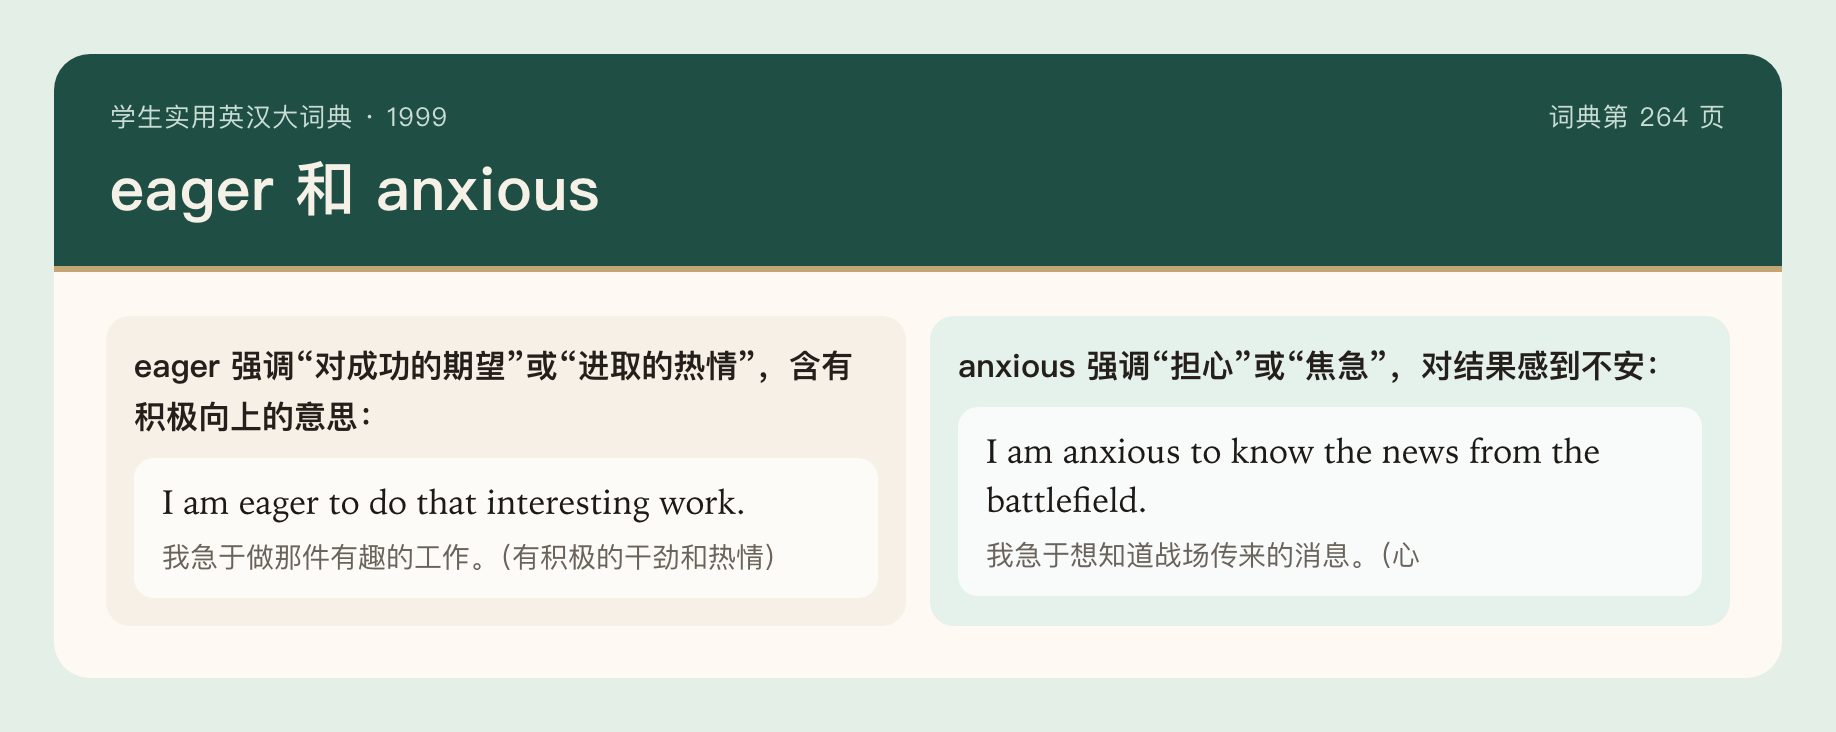 学生实用英汉大词典 · 1999
词典第 264 页
eager 和 anxious
eager 强调“对成功的期望”或“进取的热情”，含有
积极向上的意思：
I am eager to do that interesting work.
我急于做那件有趣的工作。（有积极的干劲和热情）
anxious 强调“担心”或“焦急”，对结果感到不安：
I am anxious to know the news from the
battlefield.
我急于想知道战场传来的消息。（心